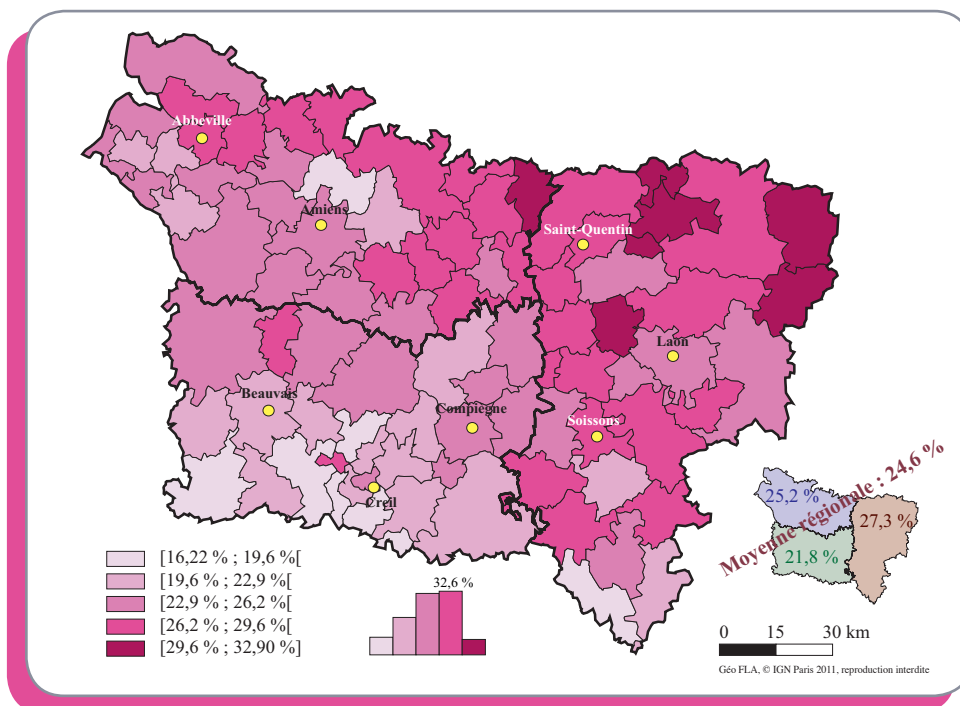 Abbeville
Amiens
Saint-Quentin
Laon
Beauvais
Compiègne
Soissons
Creil
Moyenne régionale : 24,6 %
25,2 %
27,3 %
21,8 %
[16,22 % ; 19,6 %[
[19,6 % ; 22,9 %[
[22,9 % ; 26,2 %[
[26,2 % ; 29,6 %[
[29,6 % ; 32,90 %]
32,6 %
0 15 30 km
Géo FLA, © IGN Paris 2011, reproduction interdite